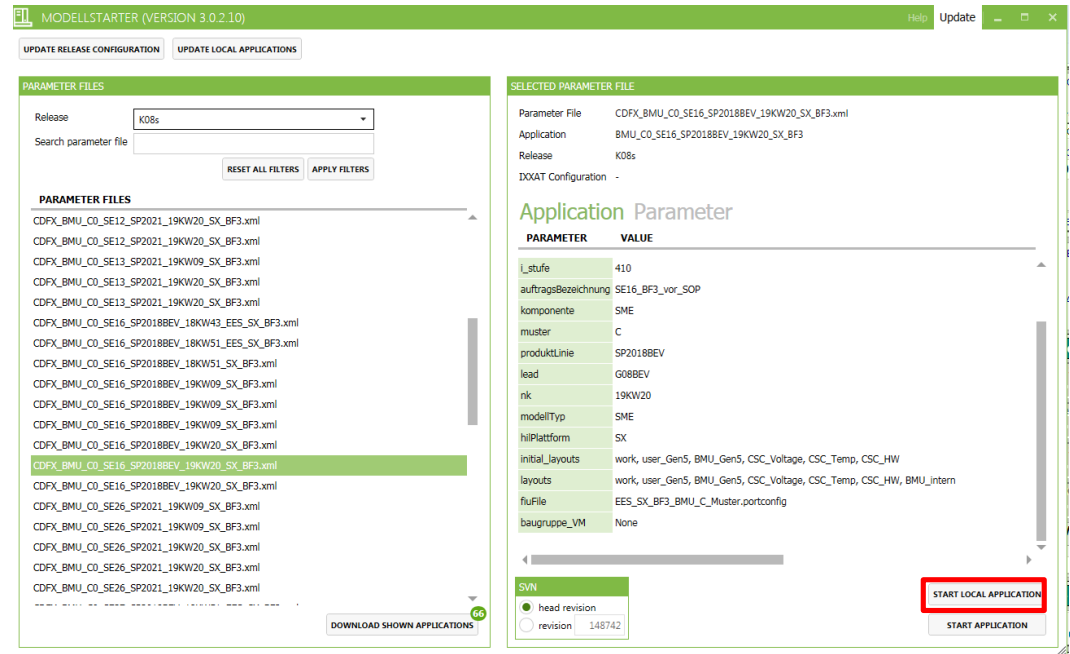 MODELLSTARTER (VERSION 3.0.2.10)
Help Update
UPDATE RELEASE CONFIGURATION UPDATE LOCAL APPLICATIONS
PARAMETER FILES
Release K08s
Search parameter file
RESET ALL FILTERS APPLY FILTERS
PARAMETER FILES
CDFX_BMU_C0_SE12_SP2021_19KW20_SX_BF3.xml
CDFX_BMU_C0_SE12_SP2021_19KW20_SX_BF3.xml
CDFX_BMU_C0_SE13_SP2021_19KW09_SX_BF3.xml
CDFX_BMU_C0_SE13_SP2021_19KW20_SX_BF3.xml
CDFX_BMU_C0_SE13_SP2021_19KW20_SX_BF3.xml
CDFX_BMU_C0_SE16_SP2018BEV_18KW43_EES_SX_BF3.xml
CDFX_BMU_C0_SE16_SP2018BEV_18KW51_EES_SX_BF3.xml
CDFX_BMU_C0_SE16_SP2018BEV_18KW51_SX_BF3.xml
CDFX_BMU_C0_SE16_SP2018BEV_19KW09_SX_BF3.xml
CDFX_BMU_C0_SE16_SP2018BEV_19KW09_SX_BF3.xml
CDFX_BMU_C0_SE16_SP2018BEV_19KW09_SX_BF3.xml
CDFX_BMU_C0_SE16_SP2018BEV_19KW20_SX_BF3.xml
CDFX_BMU_C0_SE16_SP2018BEV_19KW20_SX_BF3.xml
CDFX_BMU_C0_SE16_SP2018BEV_19KW20_SX_BF3.xml
CDFX_BMU_C0_SE26_SP2021_19KW09_SX_BF3.xml
CDFX_BMU_C0_SE26_SP2021_19KW09_SX_BF3.xml
CDFX_BMU_C0_SE26_SP2021_19KW20_SX_BF3.xml
CDFX_BMU_C0_SE26_SP2021_19KW20_SX_BF3.xml
CDFX_BMU_C0_SE26_SP2021_19KW20_SX_BF3.xml
66
DOWNLOAD SHOWN APPLICATIONS
SELECTED PARAMETER FILE
Parameter File CDFX_BMU_C0_SE16_SP2018BEV_19KW20_SX_BF3.xml
Application BMU_C0_SE16_SP2018BEV_19KW20_SX_BF3
Release K08s
IXXAT Configuration -
Application Parameter
PARAMETER VALUE
i_stufe 410
auftragsBezeichnung SE16_BF3_vor_SOP
komponente SME
muster C
produktLinie SP2018BEV
lead G08BEV
nk 19KW20
modellTyp SME
hilPlattform SX
initial_layouts work, user_Gen5, BMU_Gen5, CSC_Voltage, CSC_Temp, CSC_HW
layouts work, user_Gen5, BMU_Gen5, CSC_Voltage, CSC_Temp, CSC_HW, BMU_intern
fiuFile EES_SX_BF3_BMU_C_Muster.portconfig
baugruppe_VM None
SVN
head revision
revision 148742
START LOCAL APPLICATION
START APPLICATION